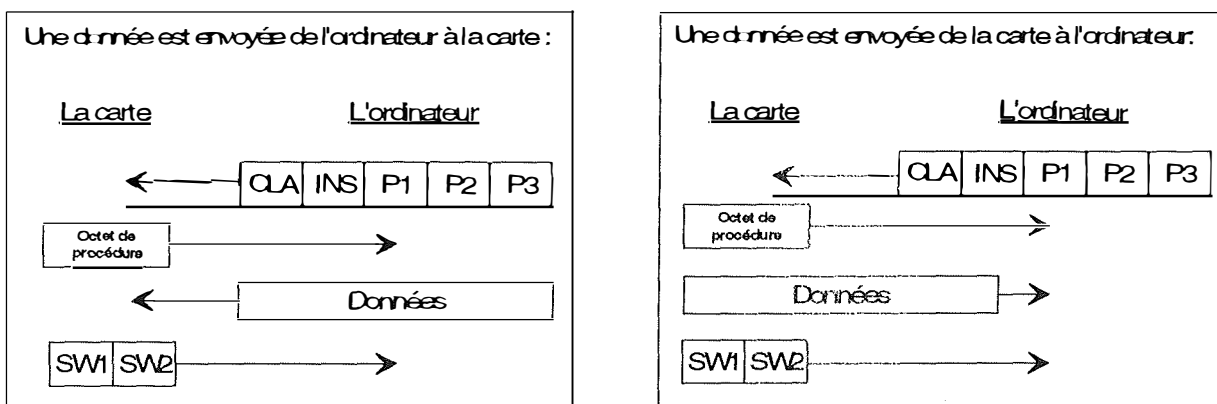 Une donnée est envoyée de l'ordinateur à la carte :
La carte
L'ordinateur
CLA INS P1 P2 P3
Octet de
procédure
Données
SW1 SW2
Une donnée est envoyée de la carte à l'ordinateur:
La carte
L'ordinateur
CLA INS P1 P2 P3
Octet de
procédure
Données
SW1 SW2